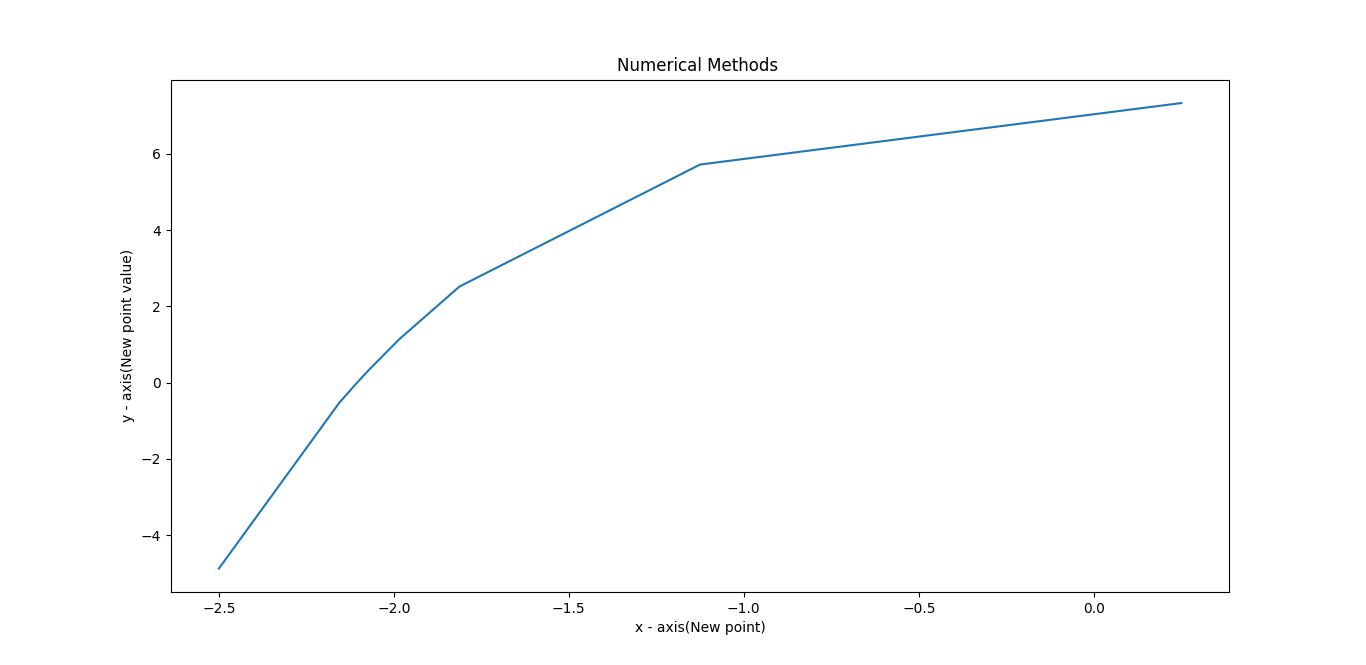 Numerical Methods
y - axis(New point value)
6
4
2
0
−2
−4
−2.5 −2.0 −1.5 −1.0 −0.5 0.0
x - axis(New point)